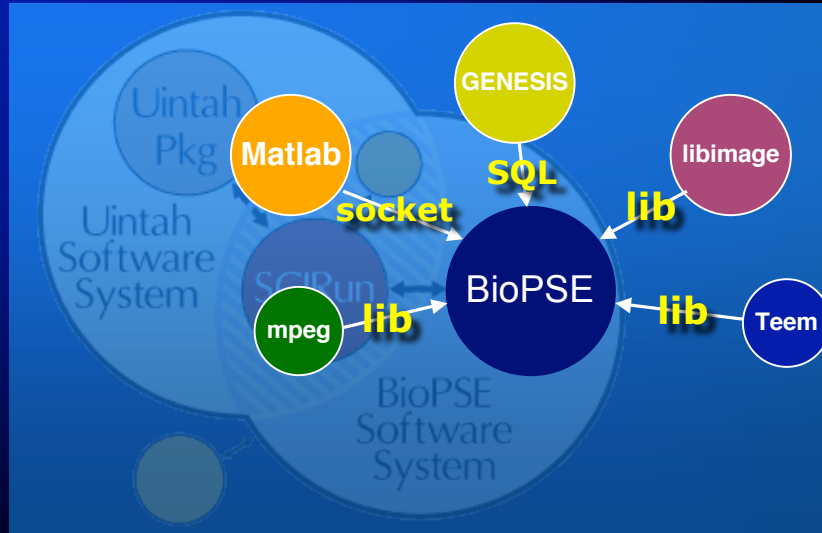 GENESIS
Uintah
Pkg
Matlab
libimage
SQL
socket
lib
Uintah
Software
System
SCIRun
BioPSE
mpeg
lib
lib
Teem
BioPSE
Software
System